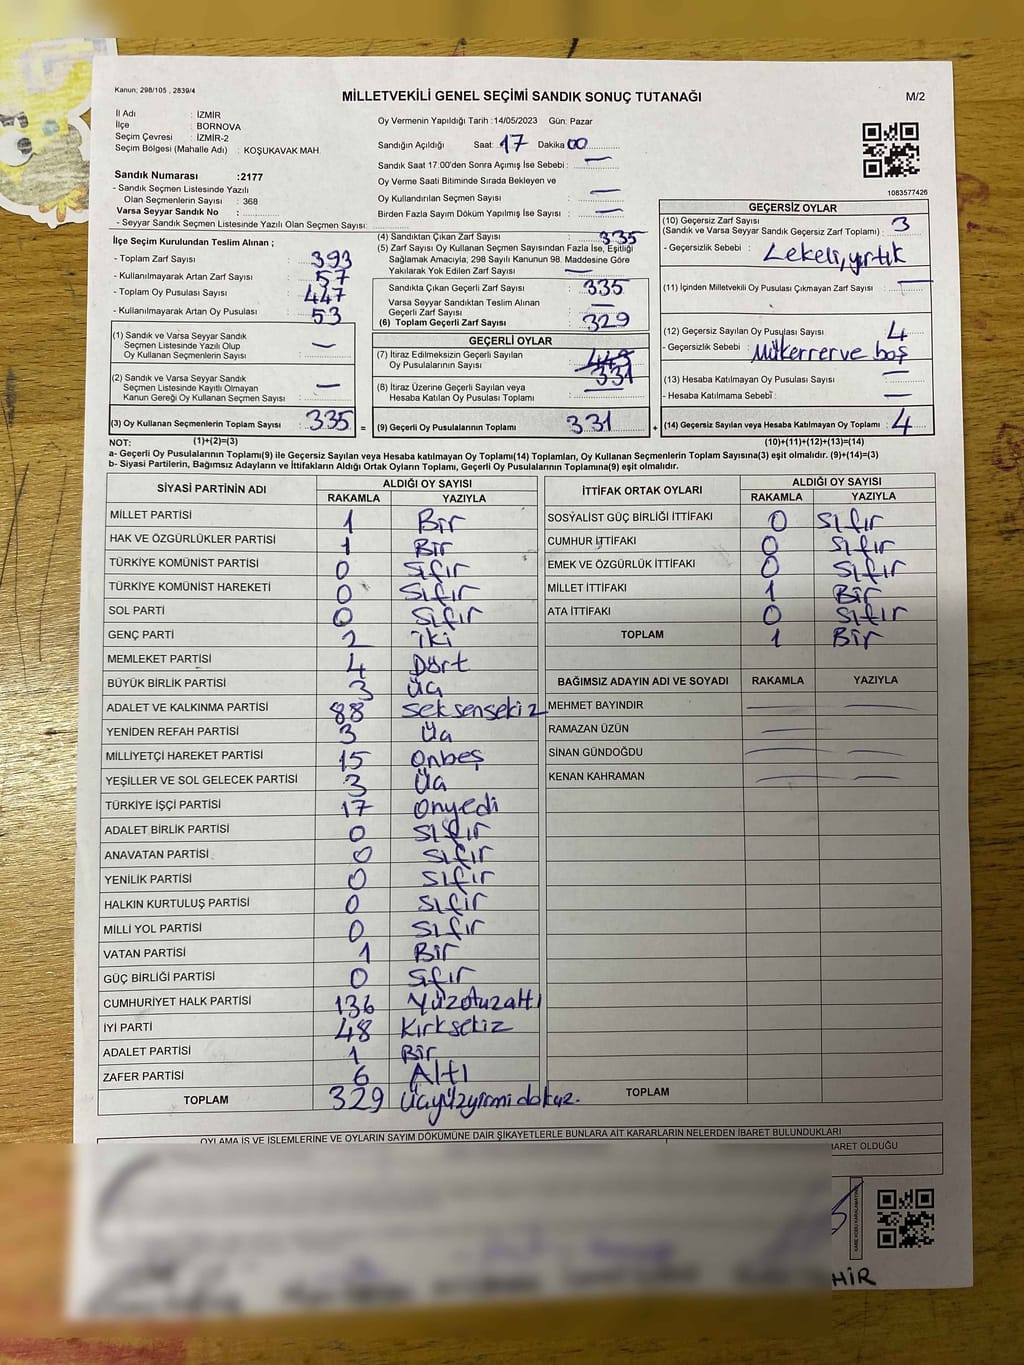 Kanun; 298/105 , 2839/4
MİLLETVEKİLİ GENEL SEÇİMİ SANDIK SONUÇ TUTANAĞI
M/2
İl Adı : İZMİR
İlçe : BORNOVA
Seçim Çevresi : İZMİR-2
Seçim Bölgesi (Mahalle Adı) : KOŞUKAVAK MAH.
Sandık Numarası :2177
- Sandık Seçmen Listesinde Yazılı
Olan Seçmenlerin Sayısı : 368
Varsa Seyyar Sandık No :
- Seyyar Sandık Seçmen Listesinde Yazılı Olan Seçmen Sayısı:
Oy Vermenin Yapıldığı Tarih :14/05/2023 Gün: Pazar
Sandığın Açıldığı Saat: 17 Dakika 00
Sandık Saat 17:00'den Sonra Açımış İse Sebebi : —
Oy Verme Saati Bitiminde Sırada Bekleyen ve
Oy Kullandırılan Seçmen Sayısı : —
Birden Fazla Sayım Döküm Yapılmış İse Sayısı : —
1083577426
İlçe Seçim Kurulundan Teslim Alınan ;
- Toplam Zarf Sayısı : 393
- Kullanılmayarak Artan Zarf Sayısı : 57
- Toplam Oy Pusulası Sayısı : 447
- Kullanılmayarak Artan Oy Pusulası : 53
(1) Sandık ve Varsa Seyyar Sandık
Seçmen Listesinde Yazılı Olup
Oy Kullanan Seçmenlerin Sayısı : —
(2) Sandık ve Varsa Seyyar Sandık
Seçmen Listesinde Kayıtlı Olmayan
Kanun Gereği Oy Kullanan Seçmen Sayısı : —
(3) Oy Kullanan Seçmenlerin Toplam Sayısı : 335 =
(4) Sandıktan Çıkan Zarf Sayısı : 335
(5) Zarf Sayısı Oy Kullanan Seçmen Sayısından Fazla İse, Eşitliği
Sağlamak Amacıyla, 298 Sayılı Kanunun 98. Maddesine Göre
Yakılarak Yok Edilen Zarf Sayısı : —
Sandıkta Çıkan Geçerli Zarf Sayısı : 335
Varsa Seyyar Sandıktan Teslim Alınan
Geçerli Zarf Sayısı : —
(6) Toplam Geçerli Zarf Sayısı : 329
GEÇERLİ OYLAR
(7) İtiraz Edilmeksizin Geçerli Sayılan
Oy Pusulalarının Sayısı : 331
(8) İtiraz Üzerine Geçerli Sayılan veya
Hesaba Katılan Oy Pusulası Toplamı : —
(9) Geçerli Oy Pusulalarının Toplamı : 331 +
GEÇERSİZ OYLAR
(10) Geçersiz Zarf Sayısı
(Sandık ve Varsa Seyyar Sandık Geçersiz Zarf Toplamı) : 3
- Geçersizlik Sebebi : Lekeli, yırtık
(11) İçinden Milletvekili Oy Pusulası Çıkmayan Zarf Sayısı : —
(12) Geçersiz Sayılan Oy Pusulası Sayısı : 4
- Geçersizlik Sebebi : Mükerrer ve boş
(13) Hesaba Katılmayan Oy Pusulası Sayısı : —
- Hesaba Katılmama Sebebi : —
(14) Geçersiz Sayılan veya Hesaba Katılmayan Oy Toplamı : 4
NOT: (1)+(2)=(3) (10)+(11)+(12)+(13)=(14)
a- Geçerli Oy Pusulalarının Toplamı(9) ile Geçersiz Sayılan veya Hesaba katılmayan Oy Toplamı(14) Toplamları, Oy Kullanan Seçmenlerin Toplam Sayısına(3) eşit olmalıdır. (9)+(14)=(3)
b- Siyasi Partilerin, Bağımsız Adayların ve İttifakların Aldığı Ortak Oyların Toplamı, Geçerli Oy Pusulalarının Toplamına(9) eşit olmalıdır.
SİYASİ PARTİNİN ADI ALDIĞI OY SAYISI
RAKAMLA YAZIYLA
MİLLET PARTİSİ 1 Bir
HAK VE ÖZGÜRLÜKLER PARTİSİ 1 Bir
TÜRKİYE KOMÜNİST PARTİSİ 0 Sıfır
TÜRKİYE KOMÜNİST HAREKETİ 0 Sıfır
SOL PARTİ 0 Sıfır
GENÇ PARTİ 2 iki
MEMLEKET PARTİSİ 4 Dört
BÜYÜK BİRLİK PARTİSİ 3 Üç
ADALET VE KALKINMA PARTİSİ 88 Seksensekiz
YENİDEN REFAH PARTİSİ 3 Üç
MİLLİYETÇİ HAREKET PARTİSİ 15 Onbeş
YEŞİLLER VE SOL GELECEK PARTİSİ 3 Üç
TÜRKİYE İŞÇİ PARTİSİ 17 Onyedi
ADALET BİRLİK PARTİSİ 0 Sıfır
ANAVATAN PARTİSİ 0 Sıfır
YENİLİK PARTİSİ 0 Sıfır
HALKIN KURTULUŞ PARTİSİ 0 Sıfır
MİLLİ YOL PARTİSİ 0 Sıfır
VATAN PARTİSİ 1 Bir
GÜÇ BİRLİĞİ PARTİSİ 0 Sıfır
CUMHURİYET HALK PARTİSİ 136 Yüzotuzaltı
İYİ PARTİ 48 Kırksekiz
ADALET PARTİSİ 1 Bir
ZAFER PARTİSİ 6 Altı
TOPLAM 329 Üçyüzyirmidokuz.
İTTİFAK ORTAK OYLARI ALDIĞI OY SAYISI
RAKAMLA YAZIYLA
SOSYALİST GÜÇ BİRLİĞİ İTTİFAKI 0 Sıfır
CUMHUR İTTİFAKI 0 Sıfır
EMEK VE ÖZGÜRLÜK İTTİFAKI 0 Sıfır
MİLLET İTTİFAKI 1 Bir
ATA İTTİFAKI 0 Sıfır
TOPLAM 1 Bir
BAĞIMSIZ ADAYIN ADI VE SOYADI RAKAMLA YAZIYLA
MEHMET BAYINDIR — —
RAMAZAN ÜZÜN —
SİNAN GÜNDOĞDU — —
KENAN KAHRAMAN — —
TOPLAM
OYLAMA İŞ VE İŞLEMLERİNE VE OYLARIN SAYIM DÖKÜMÜNE DAİR ŞİKAYETLERLE BUNLARA AİT KARARLARIN NELERDEN İBARET BULUNDUKLARI
BARET OLDUĞU
HİR